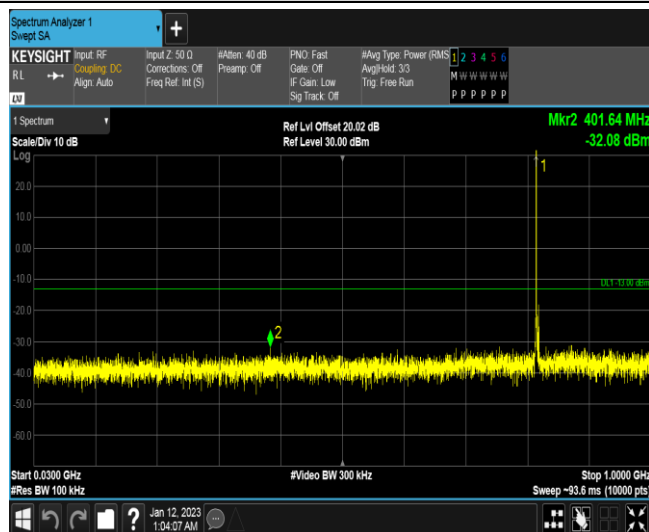 Spectrum Analyzer 1
Swept SA
KEYSIGHT
RL
LXI
Input: RF
Coupling: DC
Align: Auto
Input Z: 50 Ω
Corrections: Off
Freq Ref: Int (S)
#Atten: 40 dB
Preamp: Off
PNO: Fast
Gate: Off
IF Gain: Low
Sig Track: Off
#Avg Type: Power (RMS
Avg|Hold: 3/3
Trig: Free Run
1 2 3 4 5 6
M W W W W W
P P P P P P
1 Spectrum
Scale/Div 10 dB
Log
Ref Lvl Offset 20.02 dB
Ref Level 30.00 dBm
Mkr2 401.64 MHz
-32.08 dBm
1
20.0
10.0
0.00
-10.0
DL1 -13.00 dBm
-20.0
-30.0
2
-40.0
-50.0
-60.0
Start 0.0300 GHz
#Res BW 100 kHz
#Video BW 300 kHz
Stop 1.0000 GHz
Sweep ~93.6 ms (10000 pts)
?
Jan 12, 2023
1:04:07 AM